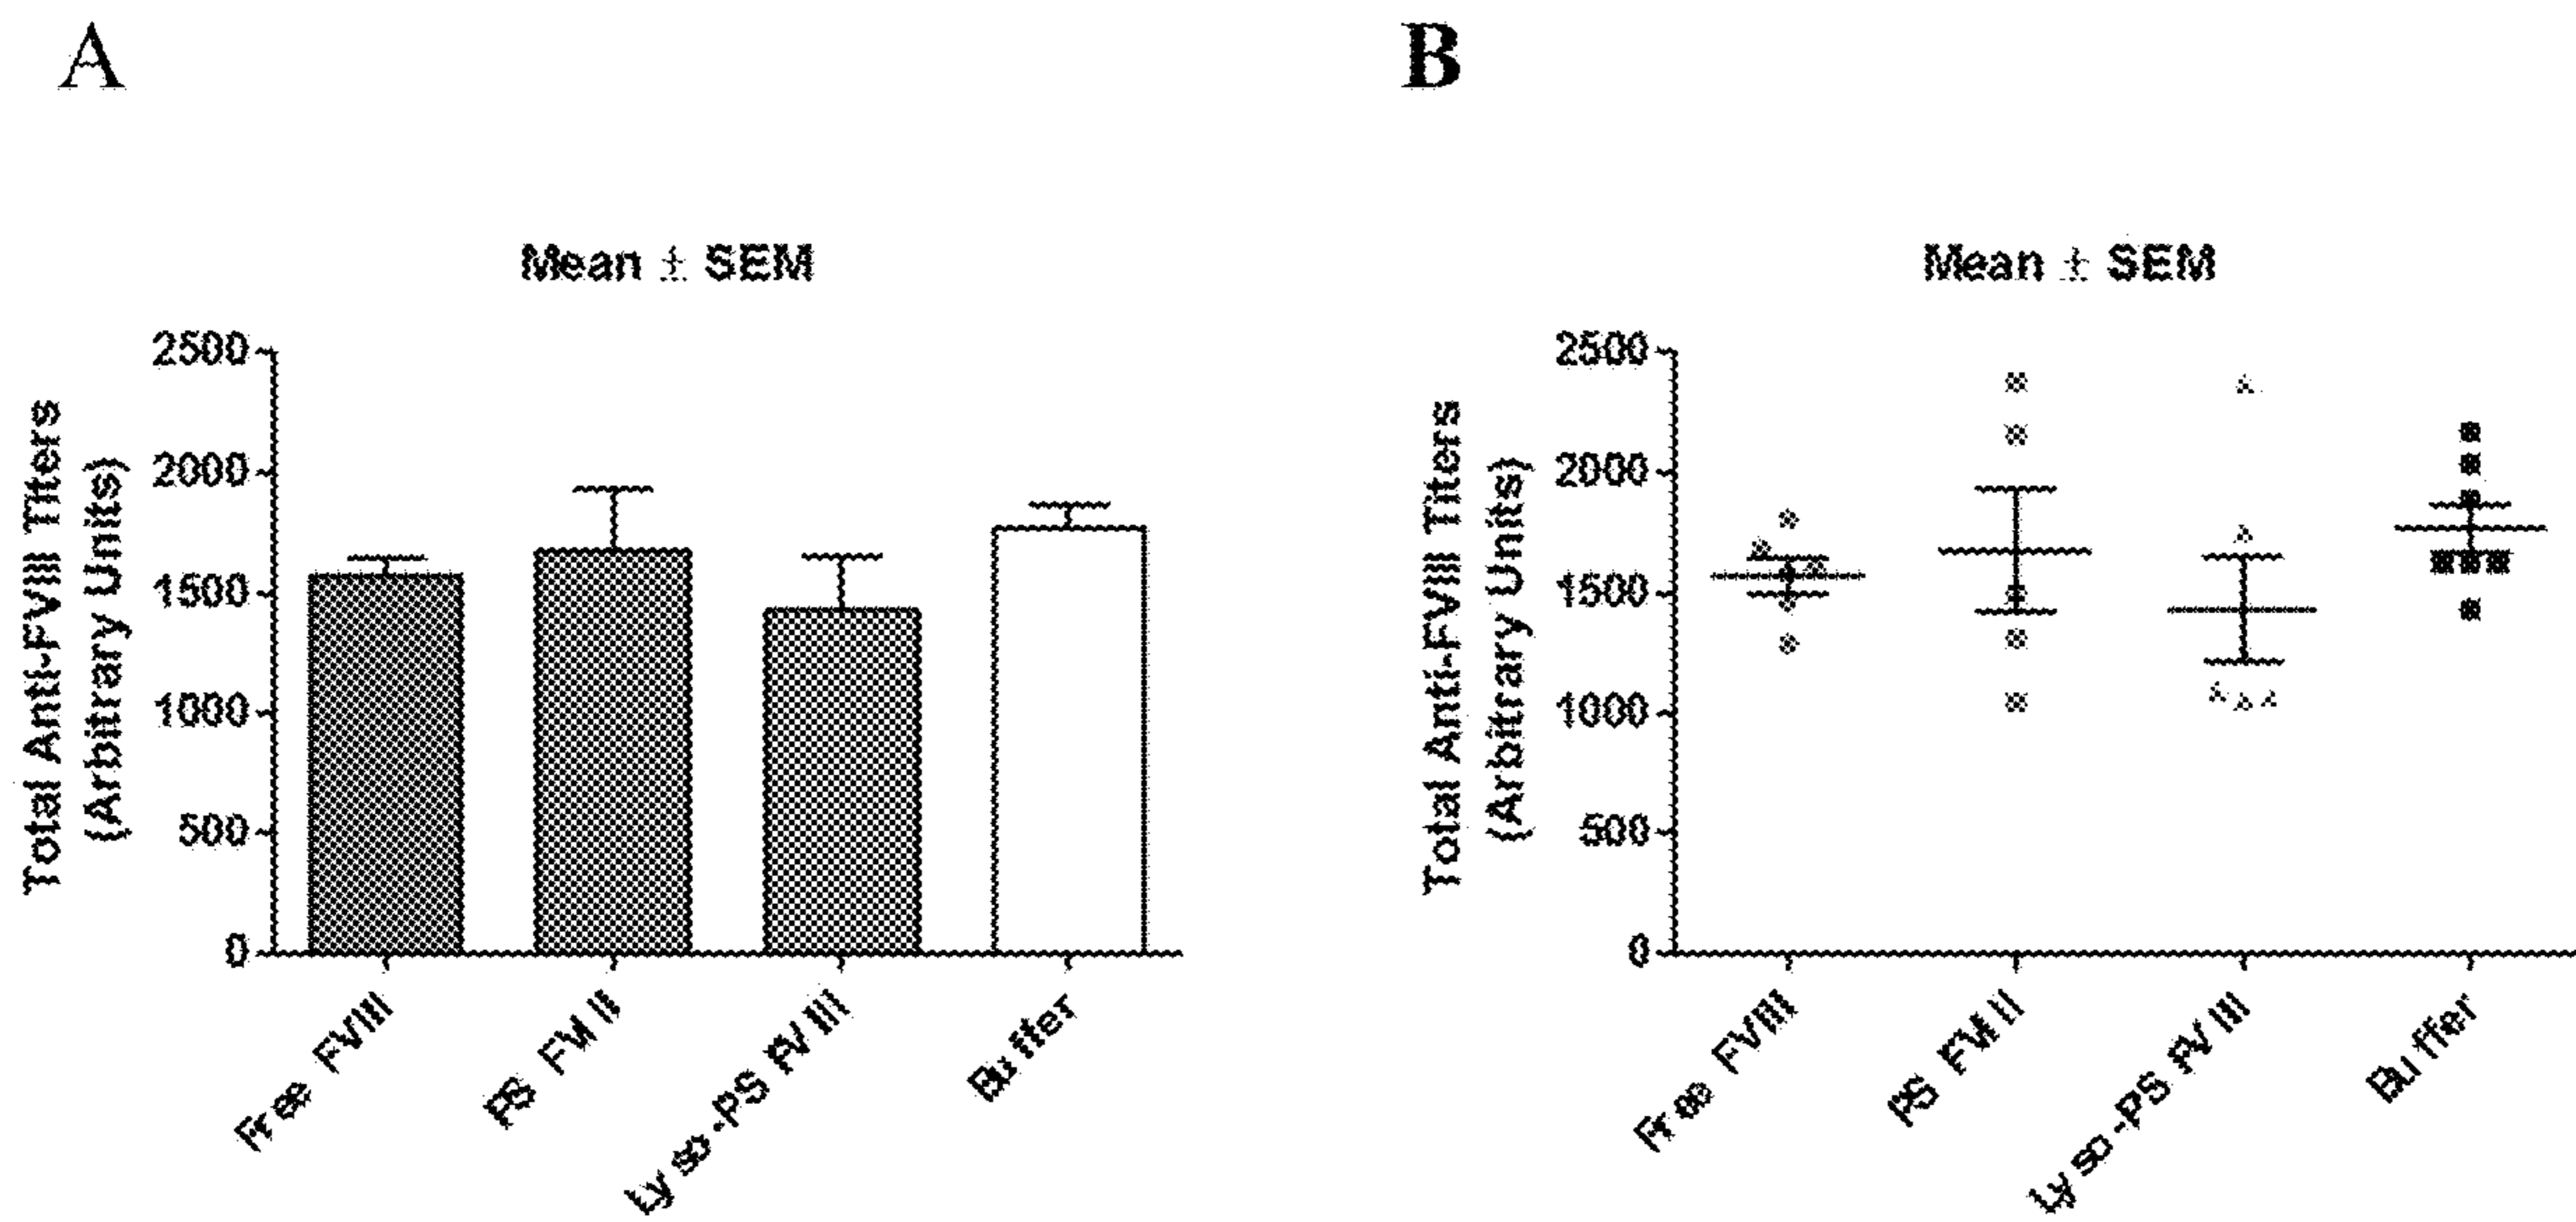 A
Mean ± SEM
Total Anti-FVIII Titers
(Arbitrary Units)
2500
2000
1500
1000
500
0
Free FVIII
PS FVIII
Lyso-PS FVIII
Buffer
B
Mean ± SEM
Total Anti-FVIII Titers
(Arbitrary Units)
2500
2000
1500
1000
500
0
Free FVIII
PS FVIII
Lyso-PS FVIII
Buffer